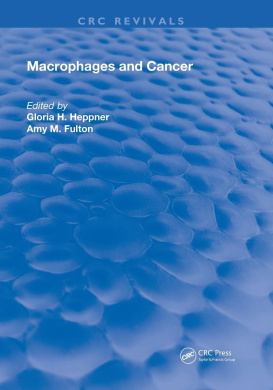 CRC REVIVALS
Macrophages and Cancer
Edited by
Gloria H. Heppner
Amy M. Fulton
CRC Press
Taylor & Francis Group